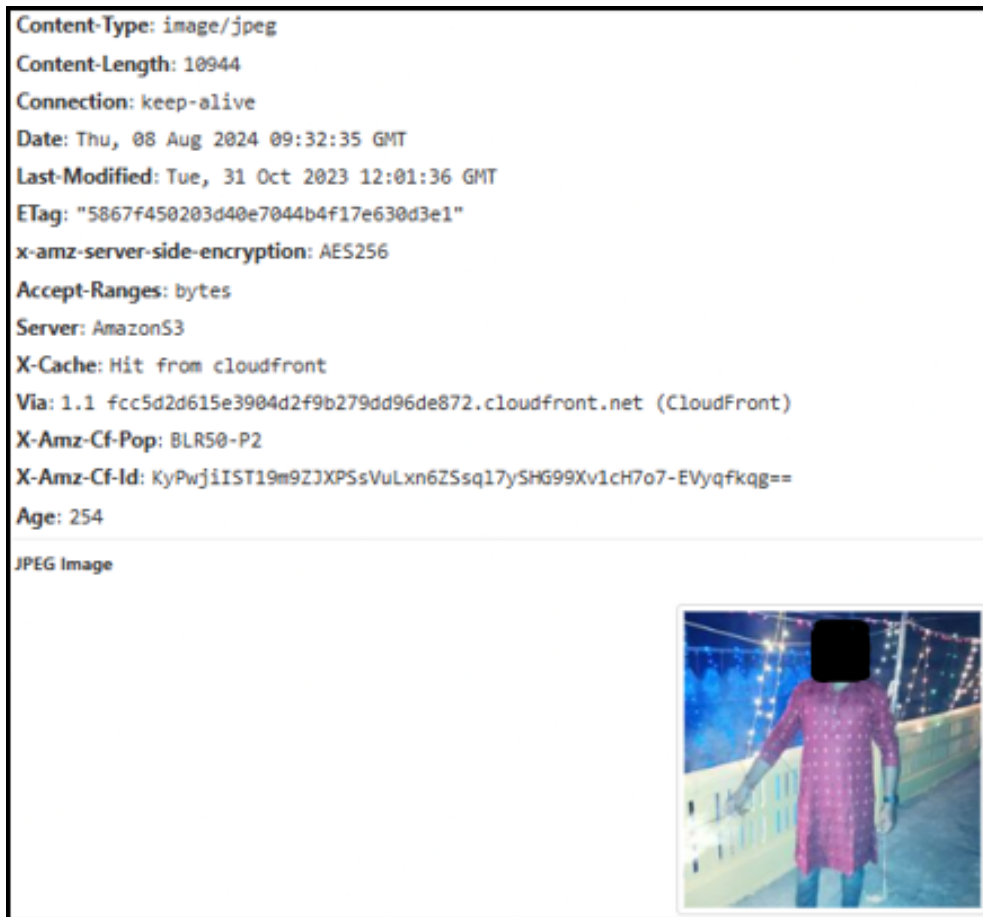 Content-Type: image/jpeg
Content-Length: 10944
Connection: keep-alive
Date: Thu, 08 Aug 2024 09:32:35 GMT
Last-Modified: Tue, 31 Oct 2023 12:01:36 GMT
ETag: "5867f450203d40e7044b4f17e630d3e1"
x-amz-server-side-encryption: AES256
Accept-Ranges: bytes
Server: AmazonS3
X-Cache: Hit from cloudfront
Via: 1.1 fcc5d2d615e3904d2f9b279dd96de872.cloudfront.net (CloudFront)
X-Amz-Cf-Pop: BLR50-P2
X-Amz-Cf-Id: KyPwjiIST19m9ZJXPSsVuLxn6ZSsql7ySHG99Xv1cH7o7-EVyqfkqg==
Age: 254
JPEG Image